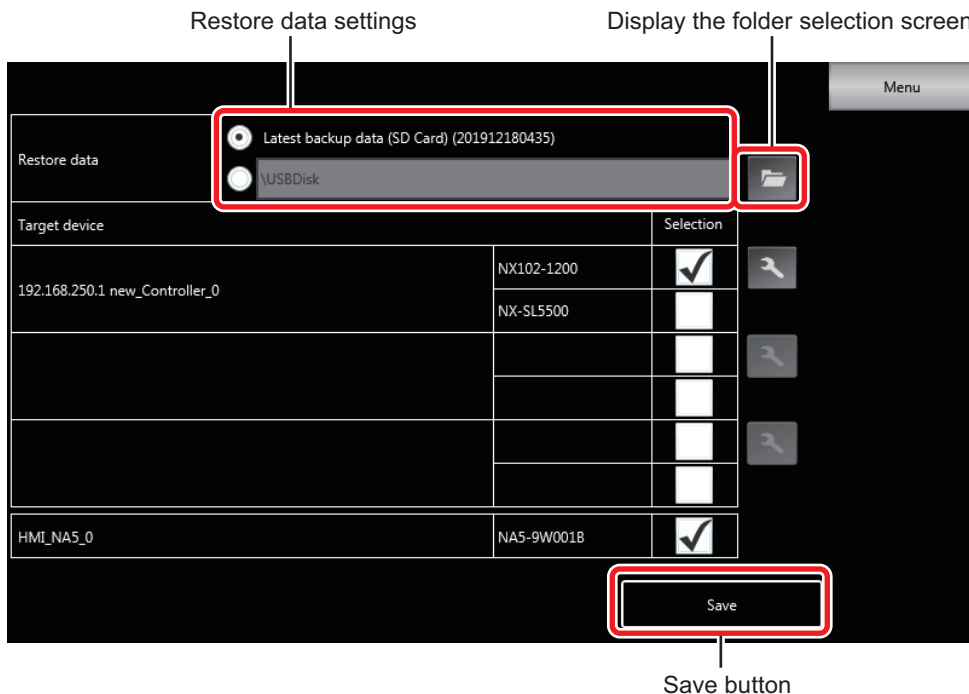 Restore data settings
Display the folder selection screen
Menu
Restore data
Latest backup data (SD Card) (201912180435)
\USBDisk
Target device
Selection
192.168.250.1 new_Controller_0
NX102-1200
NX-SL5500
HMI_NA5_0
NA5-9W001B
Save
Save button